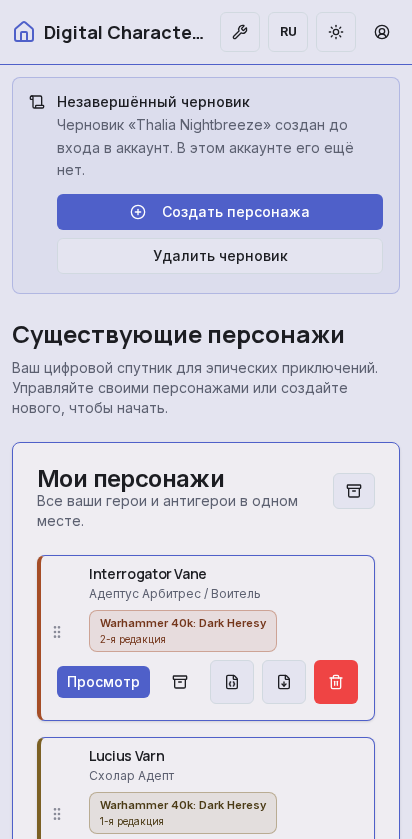 Digital Characte...
RU
Незавершённый черновик
Черновик «Thalia Nightbreeze» создан до
входа в аккаунт. В этом аккаунте его ещё
нет.
Создать персонажа
Удалить черновик
Существующие персонажи
Ваш цифровой спутник для эпических приключений.
Управляйте своими персонажами или создайте
нового, чтобы начать.
Мои персонажи
Все ваши герои и антигерои в одном
месте.
Interrogator Vane
Адептус Арбитрес / Воитель
Warhammer 40k: Dark Heresy
2-я редакция
Просмотр
Lucius Varn
Схолар Адепт
Warhammer 40k: Dark Heresy
1-я редакция